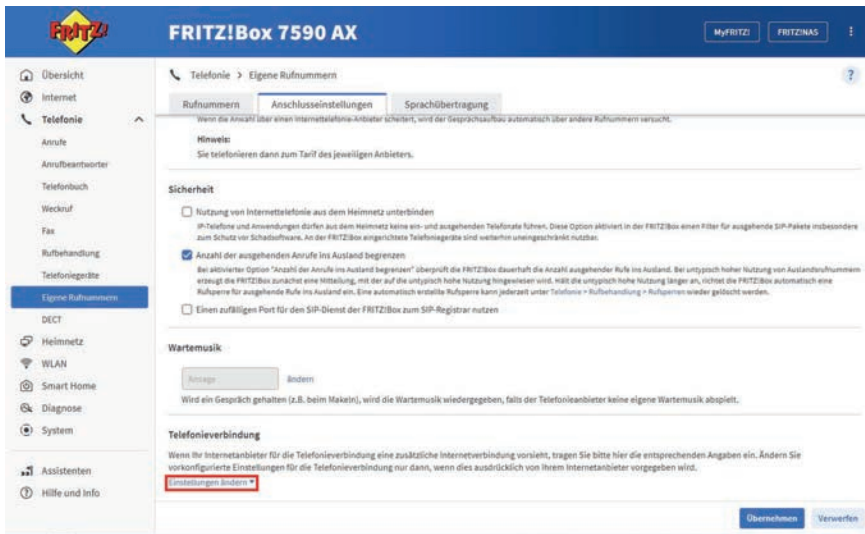 FRITZ!
FRITZ!Box 7590 AX
MyFRITZ!
FRITZ!NAS
Übersicht
Internet
Telefonie
Anrufe
Anrufbeantworter
Telefonbuch
Weckruf
Fax
Rufbehandlung
Telefoniegeräte
Eigene Rufnummern
DECT
Heimnetz
WLAN
Smart Home
Diagnose
System
Assistenten
Hilfe und Info
Telefonie > Eigene Rufnummern
?
Rufnummern
Anschlusseinstellungen
Sprachübertragung
Wenn die Anwahl über einen Internettelefonie-Anbieter scheitert, wird der Gesprächsaufbau automatisch über andere Rufnummern versucht.
Hinweis:
Sie telefonieren dann zum Tarif des jeweiligen Anbieters.
Sicherheit
Nutzung von Internettelefonie aus dem Heimnetz unterbinden
IP-Telefone und Anwendungen dürfen aus dem Heimnetz keine ein- und ausgehenden Telefonate führen. Diese Option aktiviert in der FRITZ!Box einen Filter für ausgehende SIP-Pakete insbesondere
zum Schutz vor Schadsoftware. An der FRITZ!Box eingerichtete Telefoniegeräte sind weiterhin uneingeschränkt nutzbar.
Anzahl der ausgehenden Anrufe ins Ausland begrenzen
Bei aktivierter Option "Anzahl der Anrufe ins Ausland begrenzen" überprüft die FRITZ!Box dauerhaft die Anzahl ausgehender Rufe ins Ausland. Bei untypisch hoher Nutzung von Auslandsrufnummern
erzeugt die FRITZ!Box zunächst eine Mitteilung, mit der auf die untypisch hohe Nutzung hingewiesen wird. Hält die untypisch hohe Nutzung länger an, richtet die FRITZ!Box automatisch eine
Rufsperre für ausgehende Rufe ins Ausland ein. Eine automatisch erstellte Rufsperre kann jederzeit unter Telefonie > Rufbehandlung > Rufsperren wieder gelöscht werden.
Einen zufälligen Port für den SIP-Dienst der FRITZ!Box zum SIP-Registrar nutzen
Wartemusik
Ansage
ändern
Wird ein Gespräch gehalten (z.B. beim Makeln), wird die Wartemusik wiedergegeben, falls der Telefonieanbieter keine eigene Wartemusik abspielt.
Telefonieverbindung
Wenn Ihr Internetanbieter für die Telefonieverbindung eine zusätzliche Internetverbindung vorsieht, tragen Sie bitte hier die entsprechenden Angaben ein. Ändern Sie
vorkonfigurierte Einstellungen für die Telefonieverbindung nur dann, wenn dies ausdrücklich von Ihrem Internetanbieter vorgegeben wird.
Einstellungen ändern
Übernehmen
Verwerfen